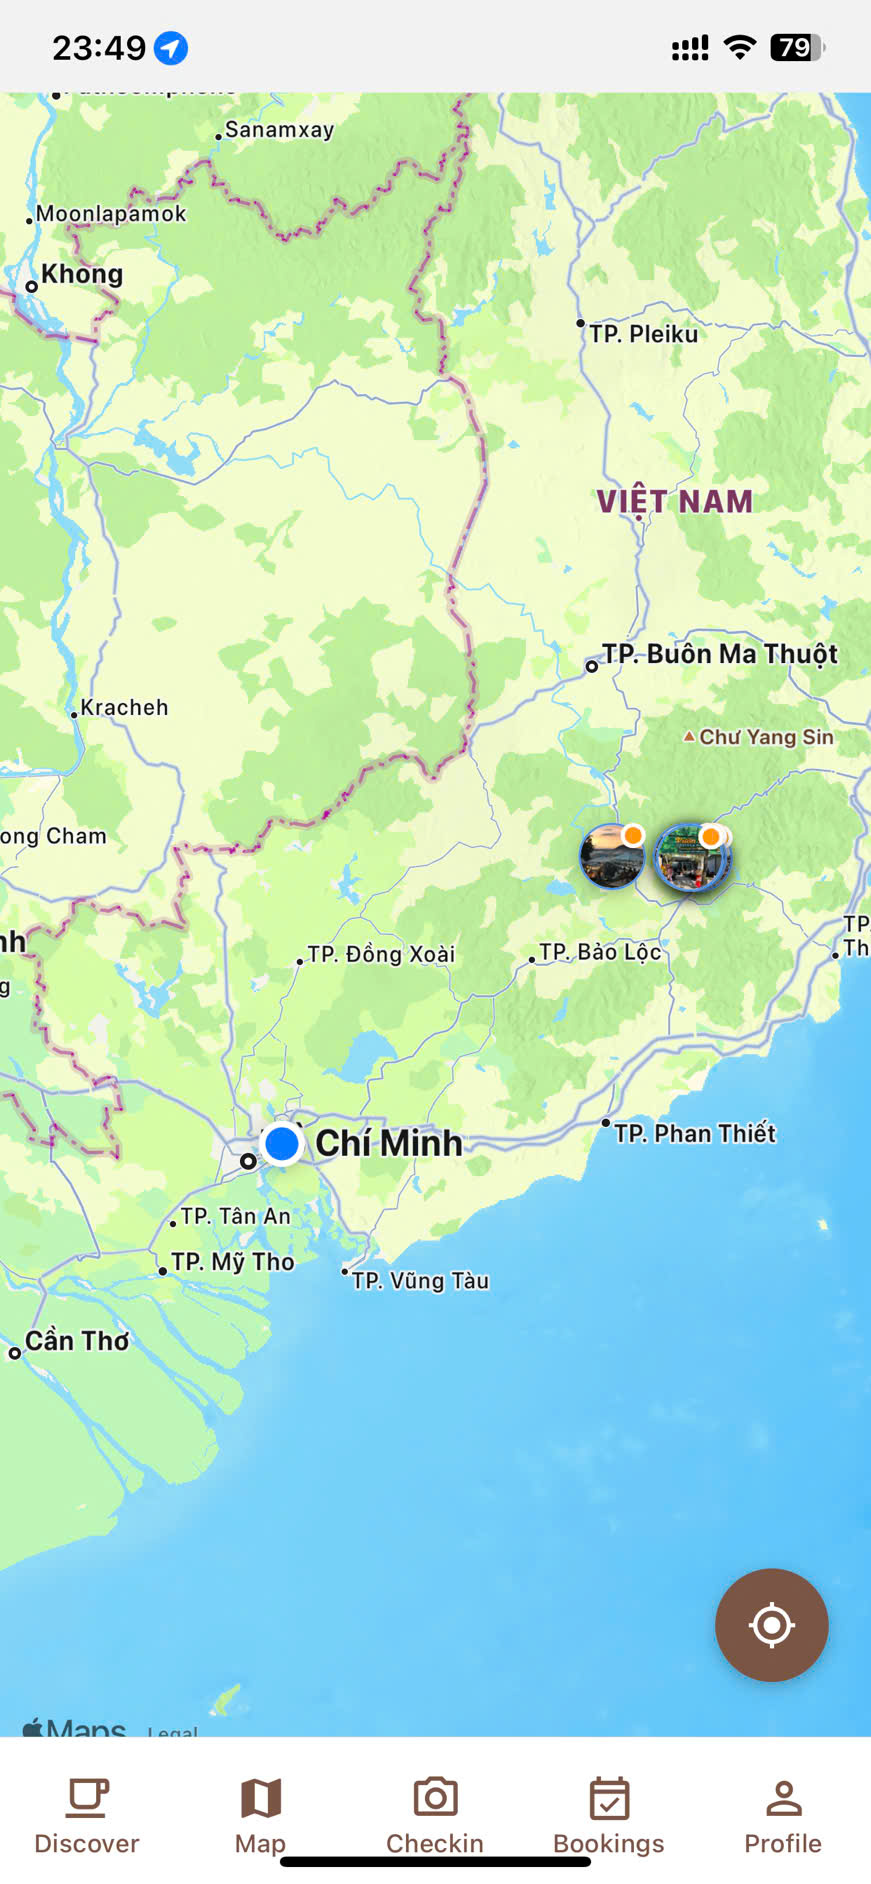 23:49
79
Sanamxay
Moonlapamok
Khong
TP. Pleiku
VIỆT NAM
TP. Buôn Ma Thuột
Kracheh
Chư Yang Sin
ong Cham
TP
Th
nh
g
TP. Đồng Xoài
TP. Bảo Lộc
Chí Minh
TP. Phan Thiết
TP. Tân An
TP. Mỹ Tho
TP. Vũng Tàu
Cần Thơ
Maps Legal
Discover
Map
Checkin
Bookings
Profile